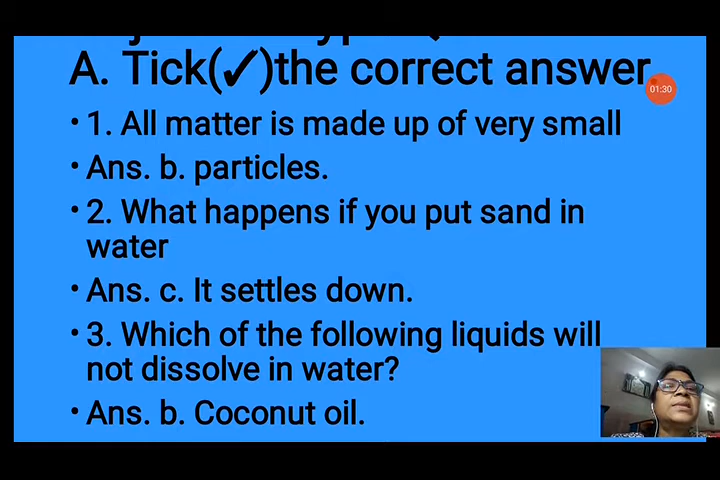 A. Tick(✓)the correct answer
01:30
• 1. All matter is made up of very small
• Ans. b. particles.
• 2. What happens if you put sand in
water
• Ans. c. It settles down.
• 3. Which of the following liquids will
not dissolve in water?
• Ans. b. Coconut oil.